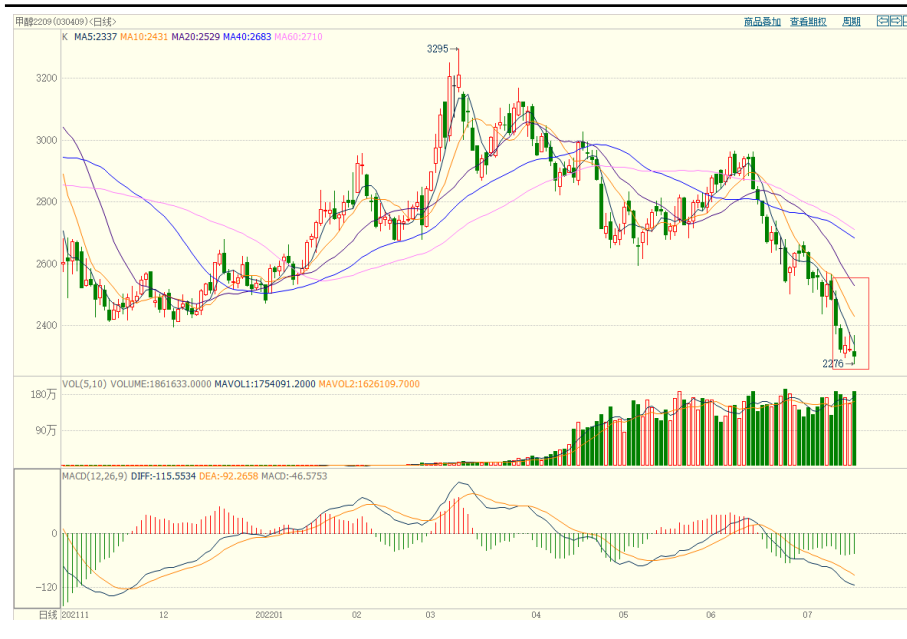 甲醇2209(030409)<日线> 商品叠加 查看期权 周期
K MA5:2337 MA10:2431 MA20:2529 MA40:2683 MA60:2710
3295
3200
3000
2800
2600
2400
2276
VOL(5,10) VOLUME:1861633.0000 MAVOL1:1754091.2000 MAVOL2:1626109.7000
180万
90万
MACD(12,26,9) DIFF:-115.5534 DEA:-92.2658 MACD:-46.5753
0
-120
日线 202111 12 202201 02 03 04 05 06 07